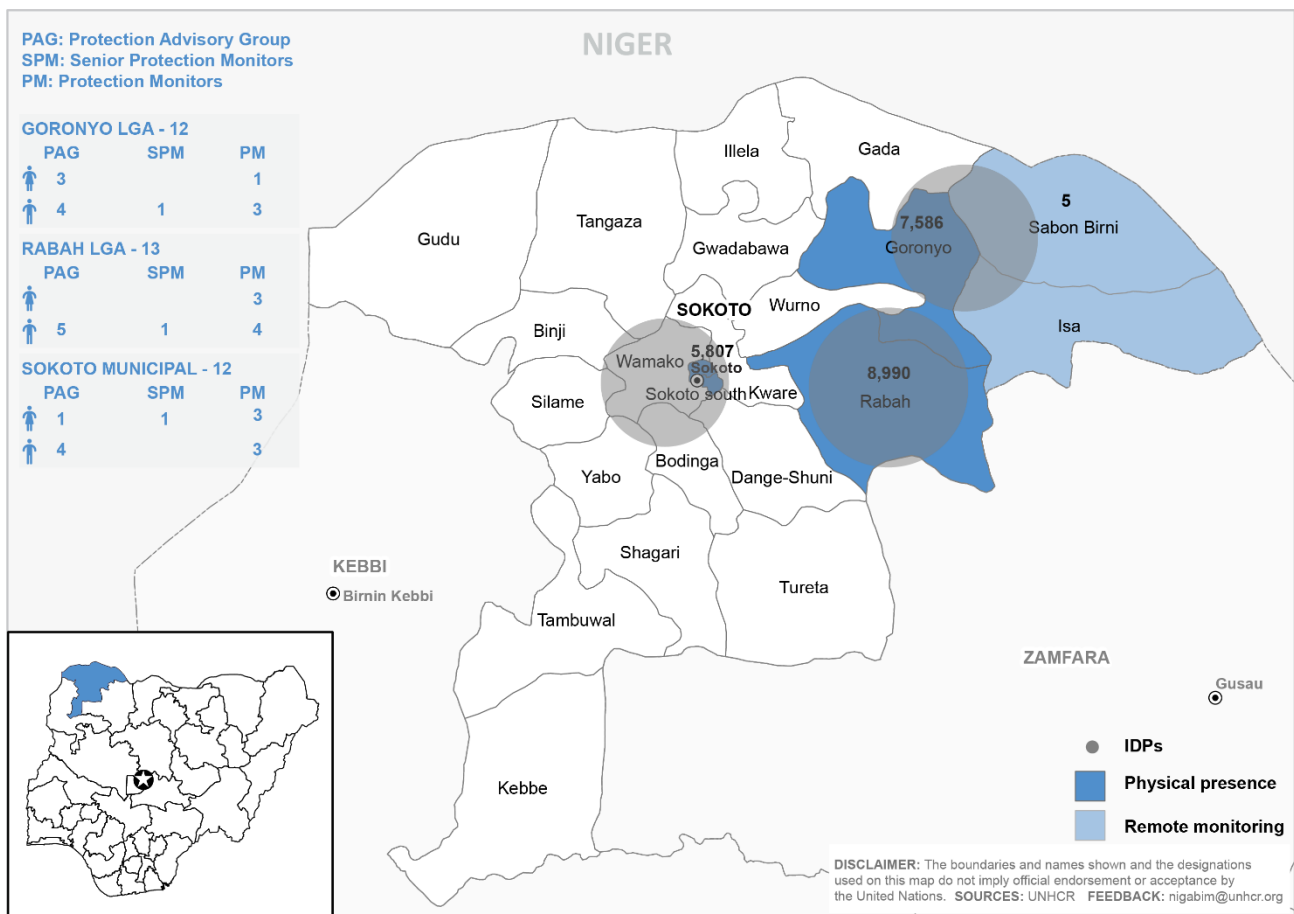 PAG: Protection Advisory Group
SPM: Senior Protection Monitors
PM: Protection Monitors
GORONYO LGA - 12
PAG SPM PM
3 1
4 1 3
RABAH LGA - 13
PAG SPM PM
3
5 1 4
SOKOTO MUNICIPAL - 12
PAG SPM PM
1 1 3
4 3
NIGER
Illela
Gada
Tangaza
Gudu
Gwadabawa
7,586
Goronyo
5
Sabon Birni
Wurno
SOKOTO
Binji
Isa
Wamako
5,807
Sokoto
Sokoto south
Kware
8,990
Rabah
Silame
Bodinga
Yabo
Dange-Shuni
Shagari
Tureta
KEBBI
Birnin Kebbi
Tambuwal
ZAMFARA
Gusau
Kebbe
IDPs
Physical presence
Remote monitoring
DISCLAIMER: The boundaries and names shown and the designations
used on this map do not imply official endorsement or acceptance by
the United Nations. SOURCES: UNHCR FEEDBACK: nigabim@unhcr.org